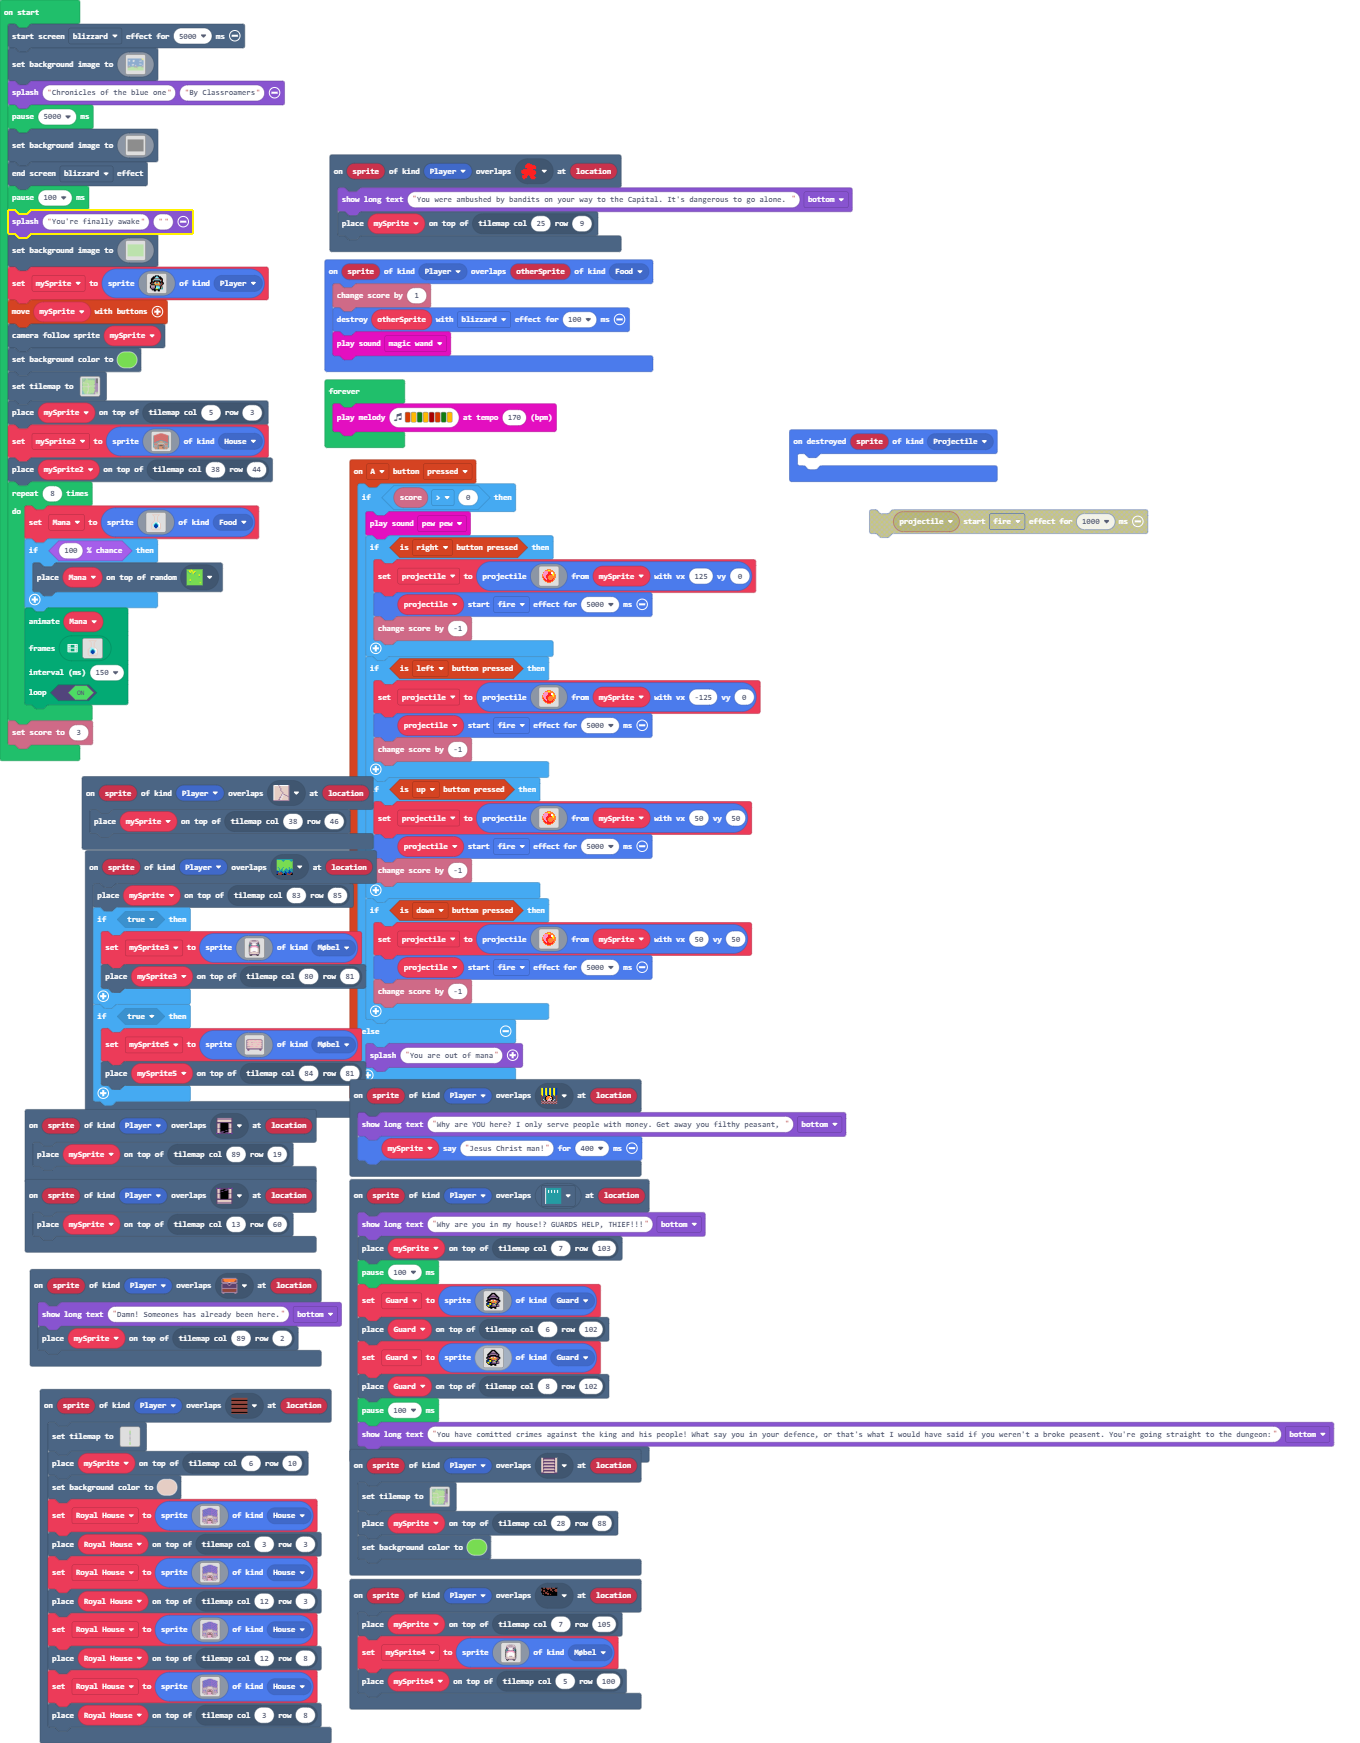 on start
start screen blizzard effect for 5000 ms
set background image to
splash "Chronicles of the blue one" "By Classroamers"
pause 5000 ms
set background image to
end screen blizzard effect
pause 100 ms
splash "You're finally awake" ""
set background image to
set mySprite to sprite of kind Player
move mySprite with buttons
camera follow sprite mySprite
set background color to
set tilemap to
place mySprite on top of tilemap col 5 row 3
set mySprite2 to sprite of kind House
place mySprite2 on top of tilemap col 38 row 44
repeat 8 times
do
set Mana to sprite of kind Food
if 100 % chance then
place Mana on top of random
animate Mana
frames
interval (ms) 150
loop ON
set score to 3
on sprite of kind Player overlaps at location
show long text "You were ambushed by bandits on your way to the Capital. It's dangerous to go alone. " bottom
place mySprite on top of tilemap col 25 row 9
on sprite of kind Player overlaps otherSprite of kind Food
change score by 1
destroy otherSprite with blizzard effect for 100 ms
play sound magic wand
forever
play melody at tempo 170 (bpm)
on destroyed sprite of kind Projectile
projectile start fire effect for 1000 ms
on A button pressed
if score > 0 then
play sound pew pew
if is right button pressed then
set projectile to projectile from mySprite with vx 125 vy 0
projectile start fire effect for 5000 ms
change score by -1
if is left button pressed then
set projectile to projectile from mySprite with vx -125 vy 0
projectile start fire effect for 5000 ms
change score by -1
if is up button pressed then
set projectile to projectile from mySprite with vx 50 vy 50
projectile start fire effect for 5000 ms
change score by -1
if is down button pressed then
set projectile to projectile from mySprite with vx 50 vy 50
projectile start fire effect for 5000 ms
change score by -1
else
splash "You are out of mana"
on sprite of kind Player overlaps at location
place mySprite on top of tilemap col 38 row 46
on sprite of kind Player overlaps at location
place mySprite on top of tilemap col 83 row 85
if true then
set mySprite3 to sprite of kind Møbel
place mySprite3 on top of tilemap col 80 row 81
if true then
set mySprite5 to sprite of kind Møbel
place mySprite5 on top of tilemap col 84 row 81
on sprite of kind Player overlaps at location
place mySprite on top of tilemap col 89 row 19
on sprite of kind Player overlaps at location
place mySprite on top of tilemap col 13 row 60
on sprite of kind Player overlaps at location
show long text "Damn! Someones has already been here." bottom
place mySprite on top of tilemap col 89 row 2
on sprite of kind Player overlaps at location
set tilemap to
place mySprite on top of tilemap col 6 row 10
set background color to
set Royal House to sprite of kind House
place Royal House on top of tilemap col 3 row 3
set Royal House to sprite of kind House
place Royal House on top of tilemap col 12 row 3
set Royal House to sprite of kind House
place Royal House on top of tilemap col 12 row 8
set Royal House to sprite of kind House
place Royal House on top of tilemap col 3 row 8
on sprite of kind Player overlaps at location
show long text "Why are YOU here? I only serve people with money. Get away you filthy peasant, " bottom
mySprite say "Jesus Christ man!" for 400 ms
on sprite of kind Player overlaps at location
show long text "Why are you in my house!? GUARDS HELP, THIEF!!!" bottom
place mySprite on top of tilemap col 7 row 103
pause 100 ms
set Guard to sprite of kind Guard
place Guard on top of tilemap col 6 row 102
set Guard to sprite of kind Guard
place Guard on top of tilemap col 8 row 102
pause 100 ms
show long text "You have comitted crimes against the king and his people! What say you in your defence, or that's what I would have said if you weren't a broke peasent. You're going straight to the dungeon:" bottom
on sprite of kind Player overlaps at location
set tilemap to
place mySprite on top of tilemap col 28 row 88
set background color to
on sprite of kind Player overlaps at location
place mySprite on top of tilemap col 7 row 105
set mySprite4 to sprite of kind Møbel
place mySprite4 on top of tilemap col 5 row 100